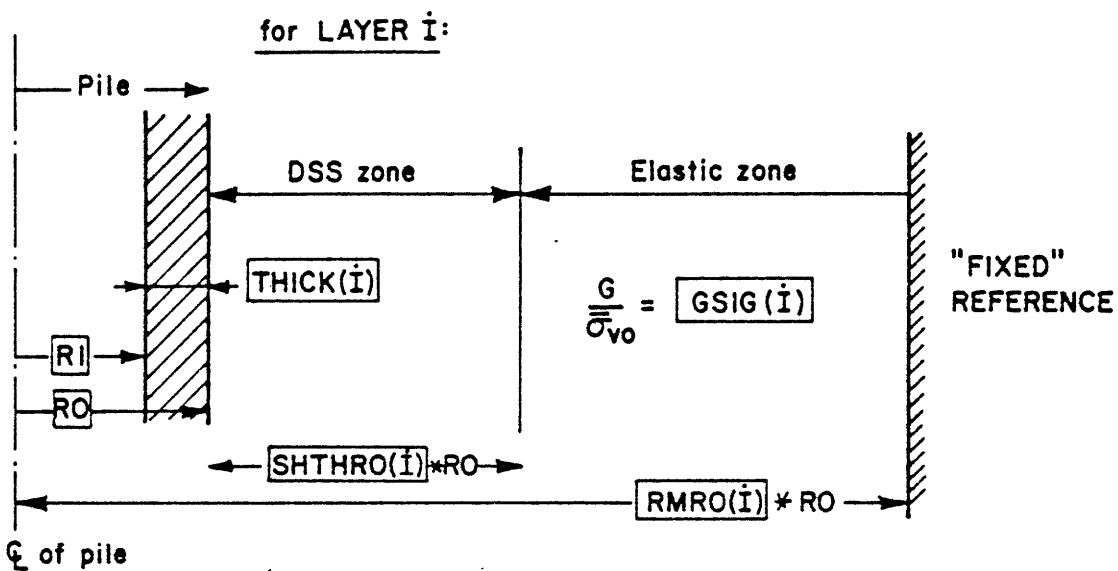 for LAYER İ:
Pile
DSS zone
Elastic zone
THICK(İ)
G/σ̄vo = GSIG(İ)
"FIXED"
REFERENCE
RI
RO
SHTHRO(İ)*RO
RMRO(İ) * RO
℄ of pile